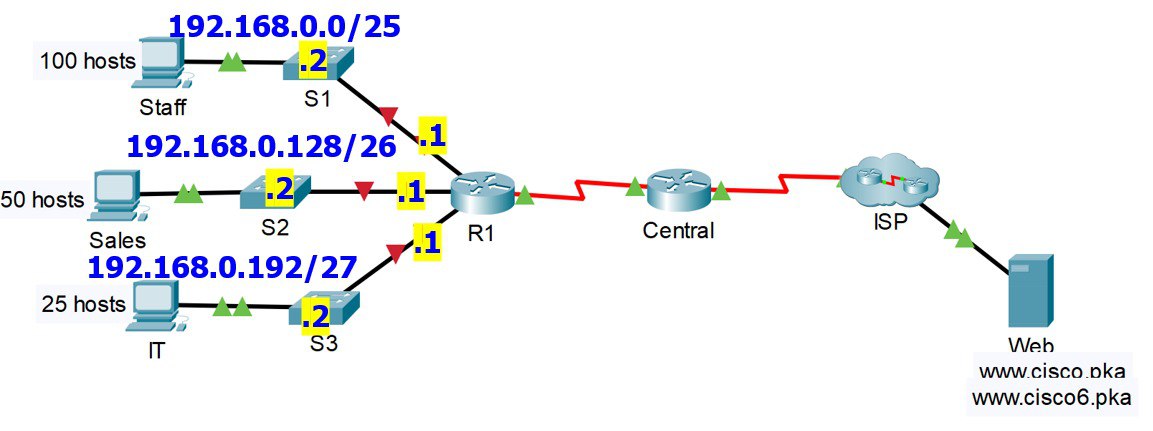 192.168.0.0/25
100 hosts
.2
Staff
S1
.1
192.168.0.128/26
50 hosts
.2
.1
Sales
S2
R1
Central
ISP
.1
192.168.0.192/27
25 hosts
.2
IT
S3
Web
www.cisco.pka
www.cisco6.pka